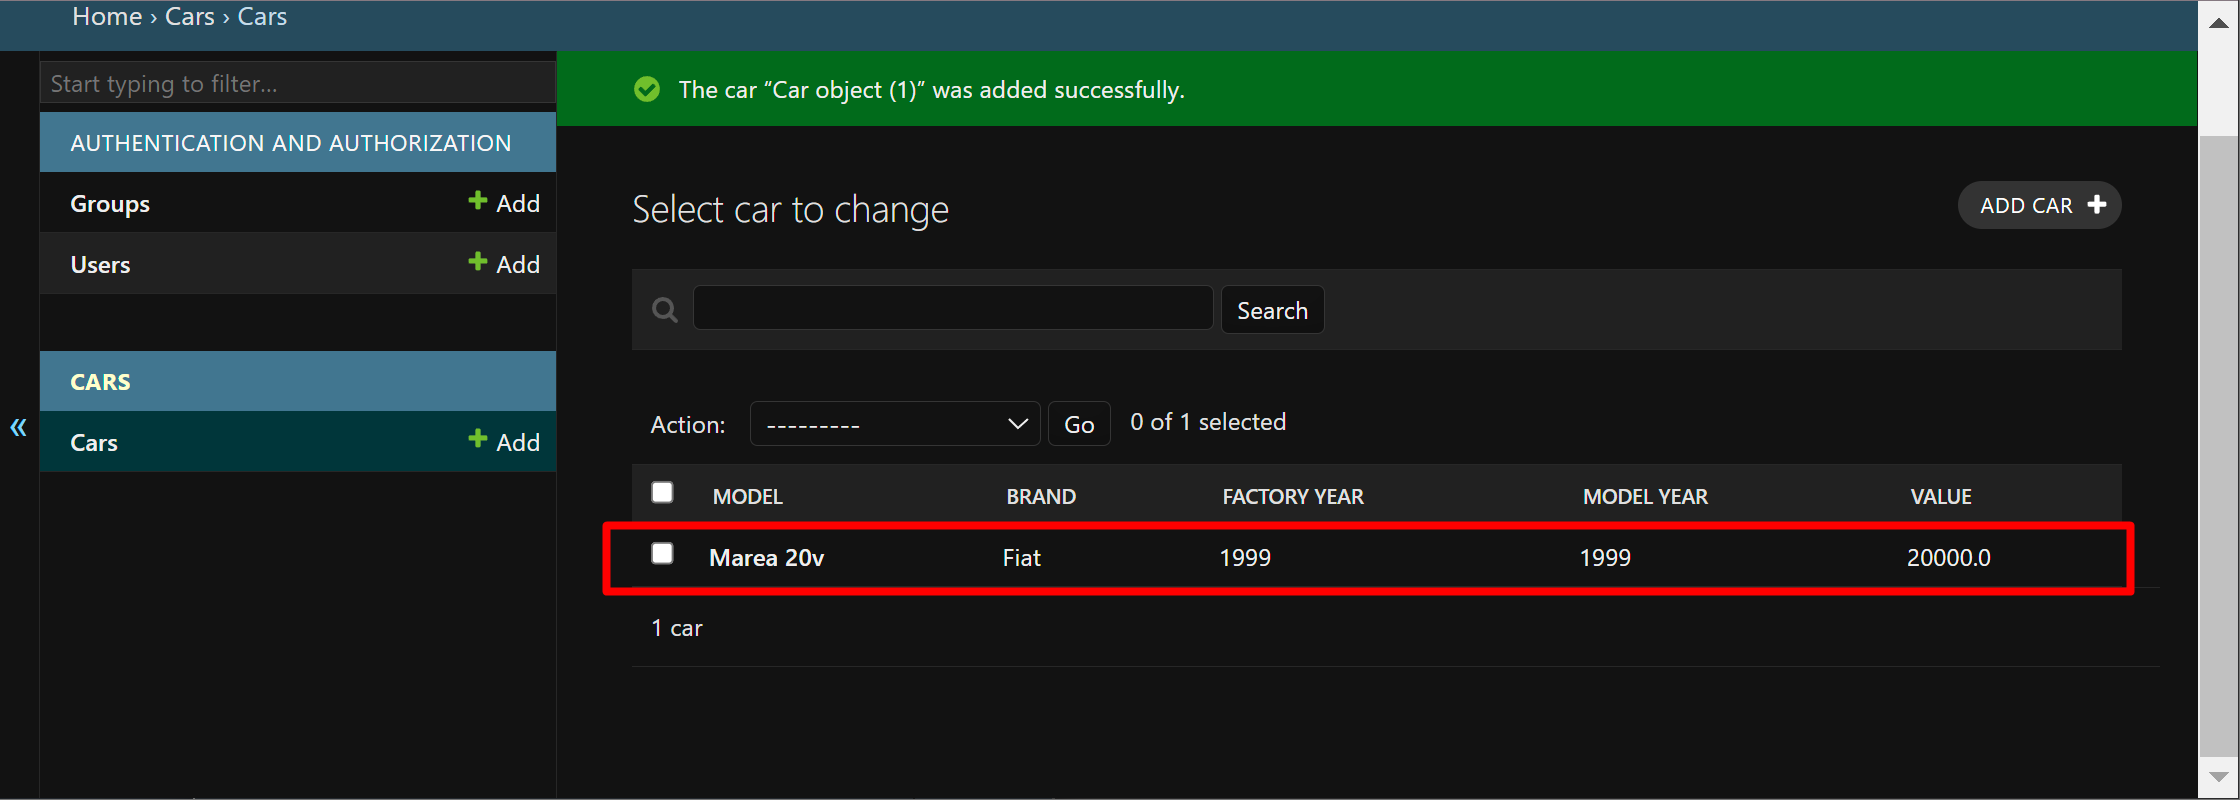 Home › Cars › Cars
Start typing to filter...
The car “Car object (1)” was added successfully.
AUTHENTICATION AND AUTHORIZATION
Groups + Add
Users + Add
CARS
Cars + Add
«
Select car to change
ADD CAR +
Search
Action: --------- Go 0 of 1 selected
MODEL BRAND FACTORY YEAR MODEL YEAR VALUE
Marea 20v Fiat 1999 1999 20000.0
1 car